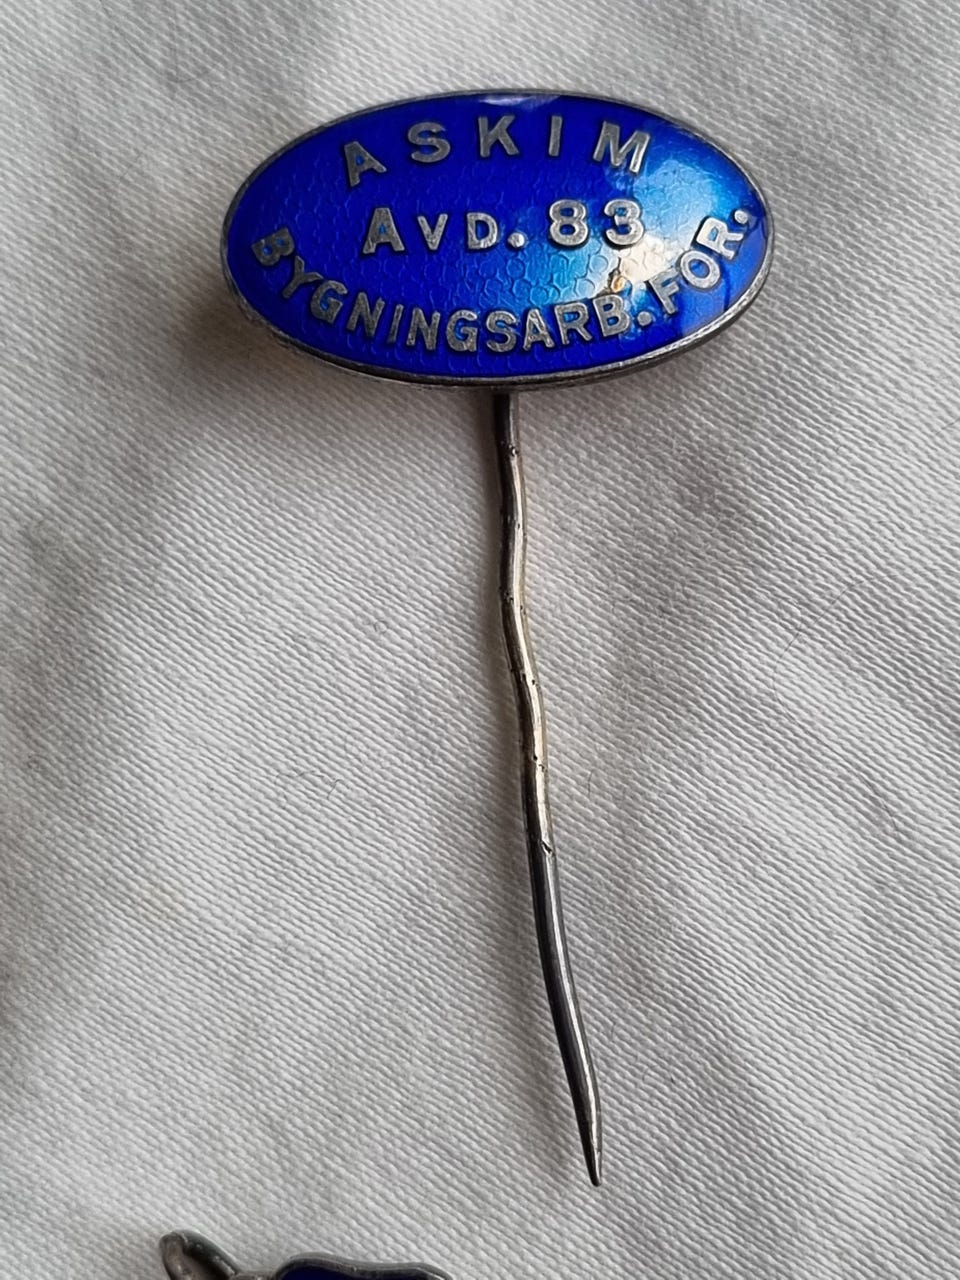 ASKIM
AVD. 83
BYGNINGSARB. FOR.